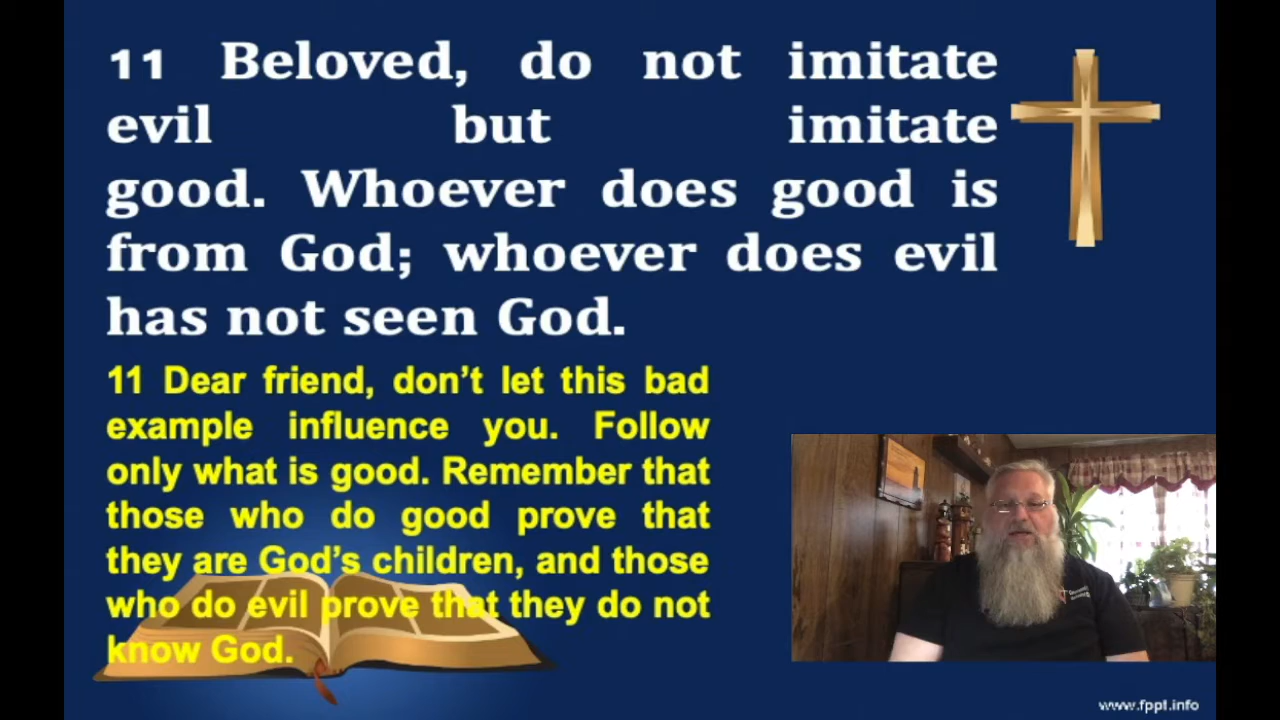 11 Beloved, do not imitate
evil but imitate
good. Whoever does good is
from God; whoever does evil
has not seen God.
11 Dear friend, don’t let this bad
example influence you. Follow
only what is good. Remember that
those who do good prove that
they are God’s children, and those
who do evil prove that they do not
know God.
www.fppt.info